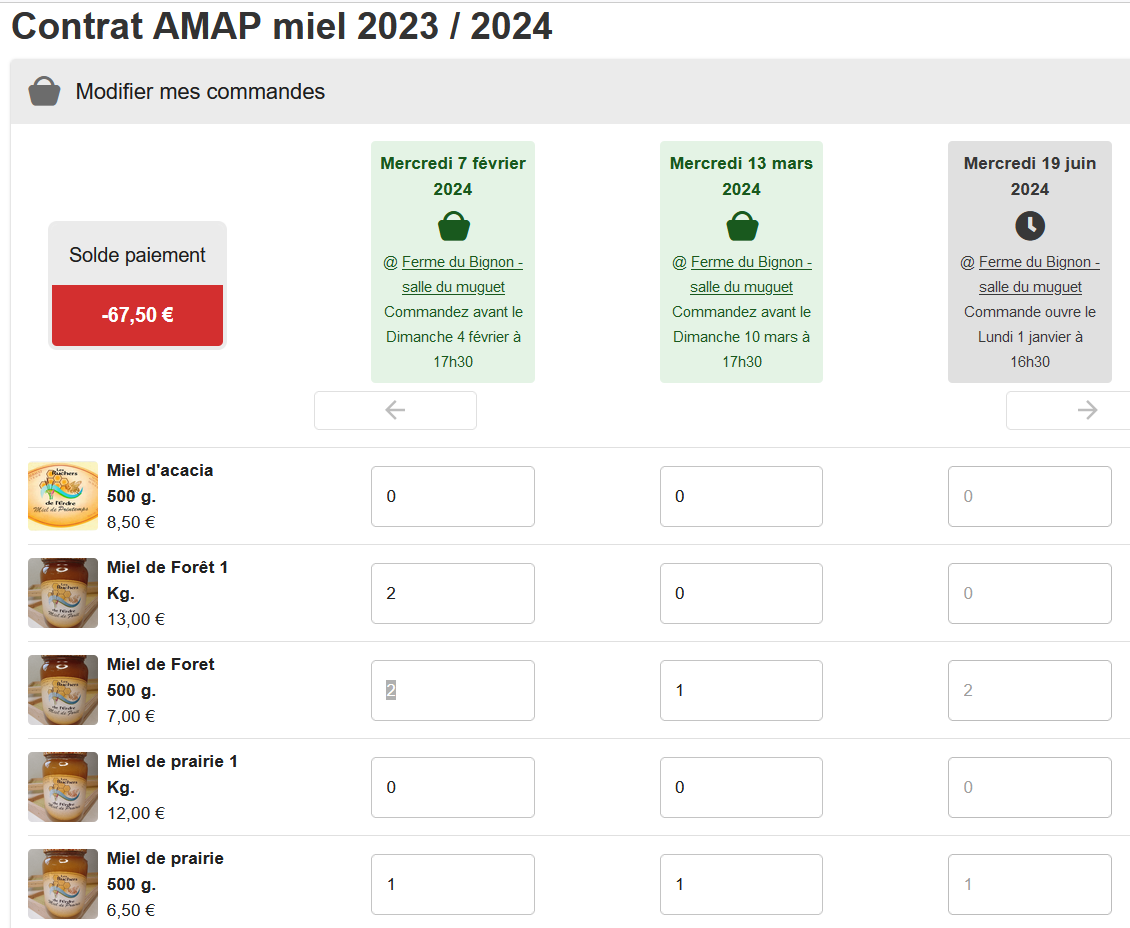 Contrat AMAP miel 2023 / 2024
Modifier mes commandes
Solde paiement
-67,50 €
Mercredi 7 février
2024
@ Ferme du Bignon -
salle du muguet
Commandez avant le
Dimanche 4 février à
17h30
Mercredi 13 mars
2024
@ Ferme du Bignon -
salle du muguet
Commandez avant le
Dimanche 10 mars à
17h30
Mercredi 19 juin
2024
@ Ferme du Bignon -
salle du muguet
Commande ouvre le
Lundi 1 janvier à
16h30
Les
Ruchers
de l'Erdre
Miel de Printemps
Miel d'acacia
500 g.
8,50 €
0 0 0
Miel de Forêt 1
Kg.
13,00 €
2 0 0
Miel de Foret
500 g.
7,00 €
2 1 2
Miel de prairie 1
Kg.
12,00 €
0 0 0
Miel de prairie
500 g.
6,50 €
1 1 1